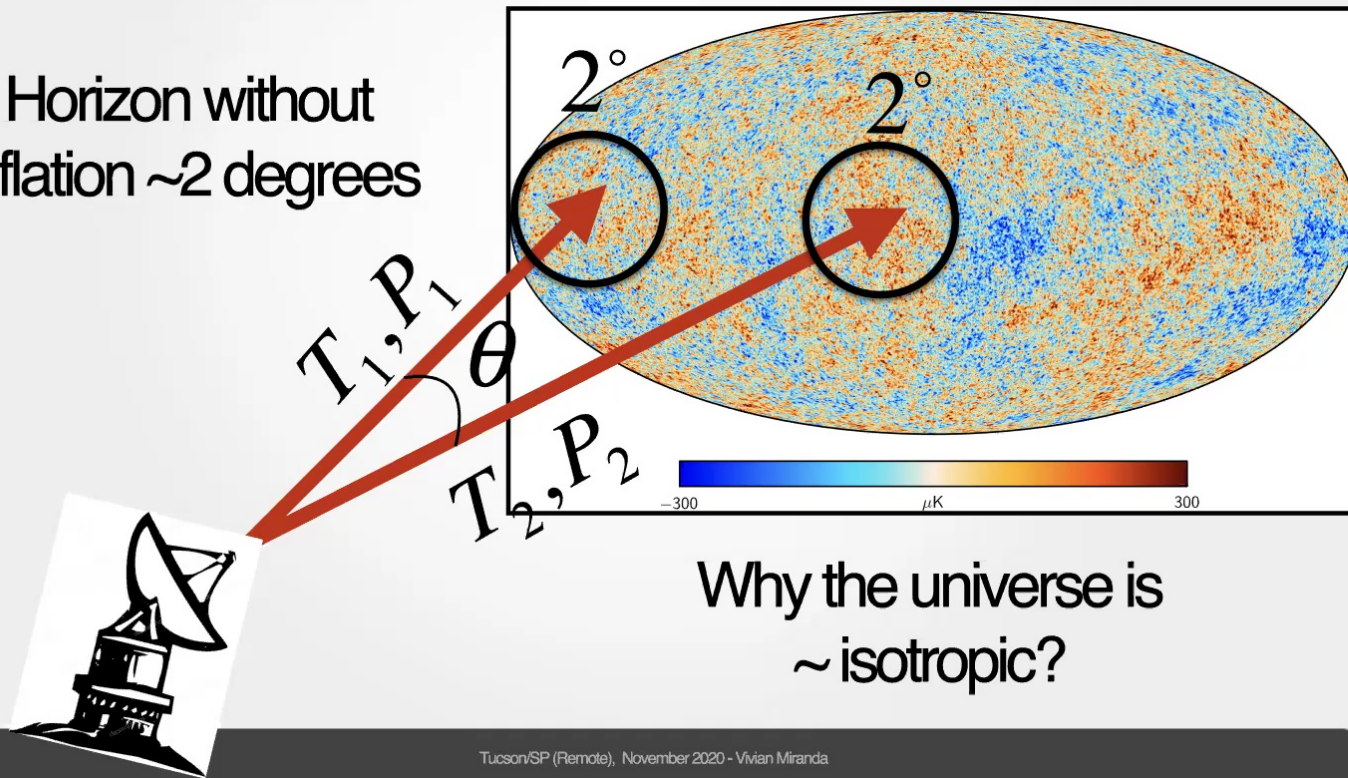 Horizon without
flation ~2 degrees
2°
2°
T₁,P₁
θ
T₂,P₂
−300
μK
300
Why the universe is
~ isotropic?
Tucson/SP (Remote), November 2020 - Vivian Miranda